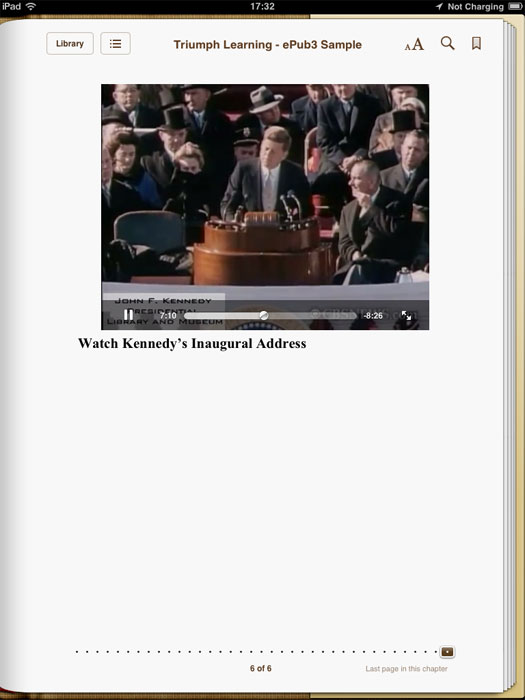 iPad 17:32 Not Charging
Library Triumph Learning - ePub3 Sample AA
JOHN F. KENNEDY
PRESIDENTIAL
LIBRARY AND MUSEUM
7:10 -8:26
Watch Kennedy's Inaugural Address
6 of 6 Last page in this chapter